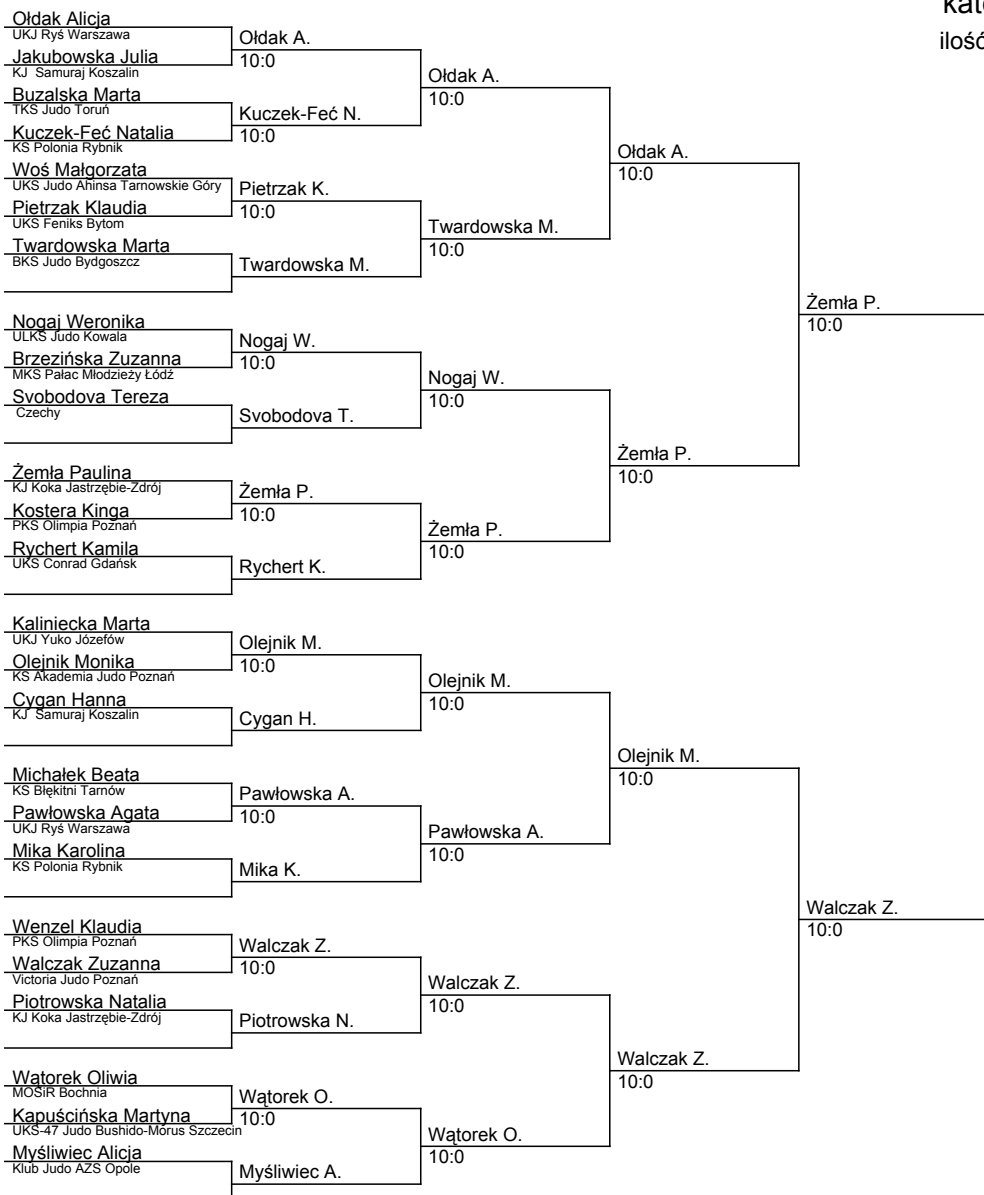 kate
ilość
Ołdak Alicja
UKJ Ryś Warszawa
Jakubowska Julia
KJ Samuraj Koszalin
Buzalska Marta
TKS Judo Toruń
Kuczek-Feć Natalia
KS Polonia Rybnik
Woś Małgorzata
UKS Judo Ahinsa Tarnowskie Góry
Pietrzak Klaudia
UKS Feniks Bytom
Twardowska Marta
BKS Judo Bydgoszcz
Nogaj Weronika
ULKS Judo Kowala
Brzezińska Zuzanna
MKS Pałac Młodzieży Łódź
Svobodova Tereza
Czechy
Żemła Paulina
KJ Koka Jastrzębie-Zdrój
Kostera Kinga
PKS Olimpia Poznań
Rychert Kamila
UKS Conrad Gdańsk
Kaliniecka Marta
UKJ Yuko Józefów
Olejnik Monika
KS Akademia Judo Poznań
Cygan Hanna
KJ Samuraj Koszalin
Michałek Beata
KS Błękitni Tarnów
Pawłowska Agata
UKJ Ryś Warszawa
Mika Karolina
KS Polonia Rybnik
Wenzel Klaudia
PKS Olimpia Poznań
Walczak Zuzanna
Victoria Judo Poznań
Piotrowska Natalia
KJ Koka Jastrzębie-Zdrój
Wątorek Oliwia
MOSiR Bochnia
Kapuścińska Martyna
UKS-47 Judo Bushido-Morus Szczecin
Myśliwiec Alicja
Klub Judo AZS Opole
Ołdak A.
10:0
Kuczek-Feć N.
10:0
Pietrzak K.
10:0
Twardowska M.
Nogaj W.
10:0
Svobodova T.
Żemła P.
10:0
Rychert K.
Olejnik M.
10:0
Cygan H.
Pawłowska A.
10:0
Mika K.
Walczak Z.
10:0
Piotrowska N.
Wątorek O.
10:0
Myśliwiec A.
Ołdak A.
10:0
Twardowska M.
10:0
Nogaj W.
10:0
Żemła P.
10:0
Olejnik M.
10:0
Pawłowska A.
10:0
Walczak Z.
10:0
Wątorek O.
10:0
Ołdak A.
10:0
Żemła P.
10:0
Olejnik M.
10:0
Walczak Z.
10:0
Żemła P.
10:0
Walczak Z.
10:0